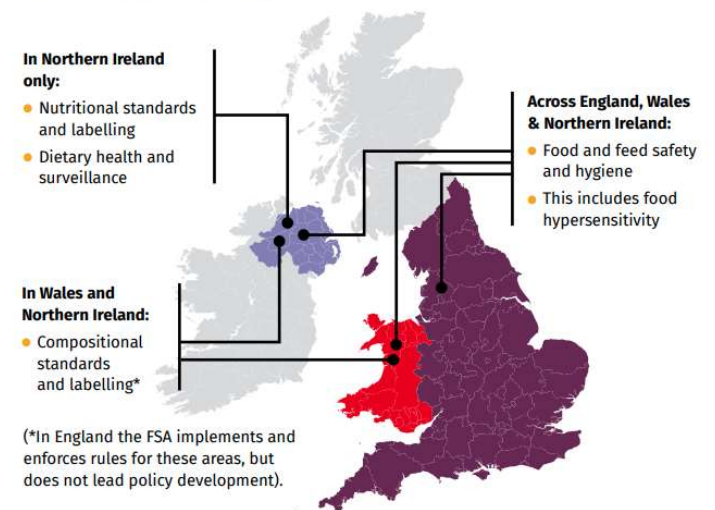 In Northern Ireland
only:
Nutritional standards
and labelling
Dietary health and
surveillance
Across England, Wales
& Northern Ireland:
Food and feed safety
and hygiene
This includes food
hypersensitivity
In Wales and
Northern Ireland:
Compositional
standards
and labelling*
(*In England the FSA implements and
enforces rules for these areas, but
does not lead policy development).